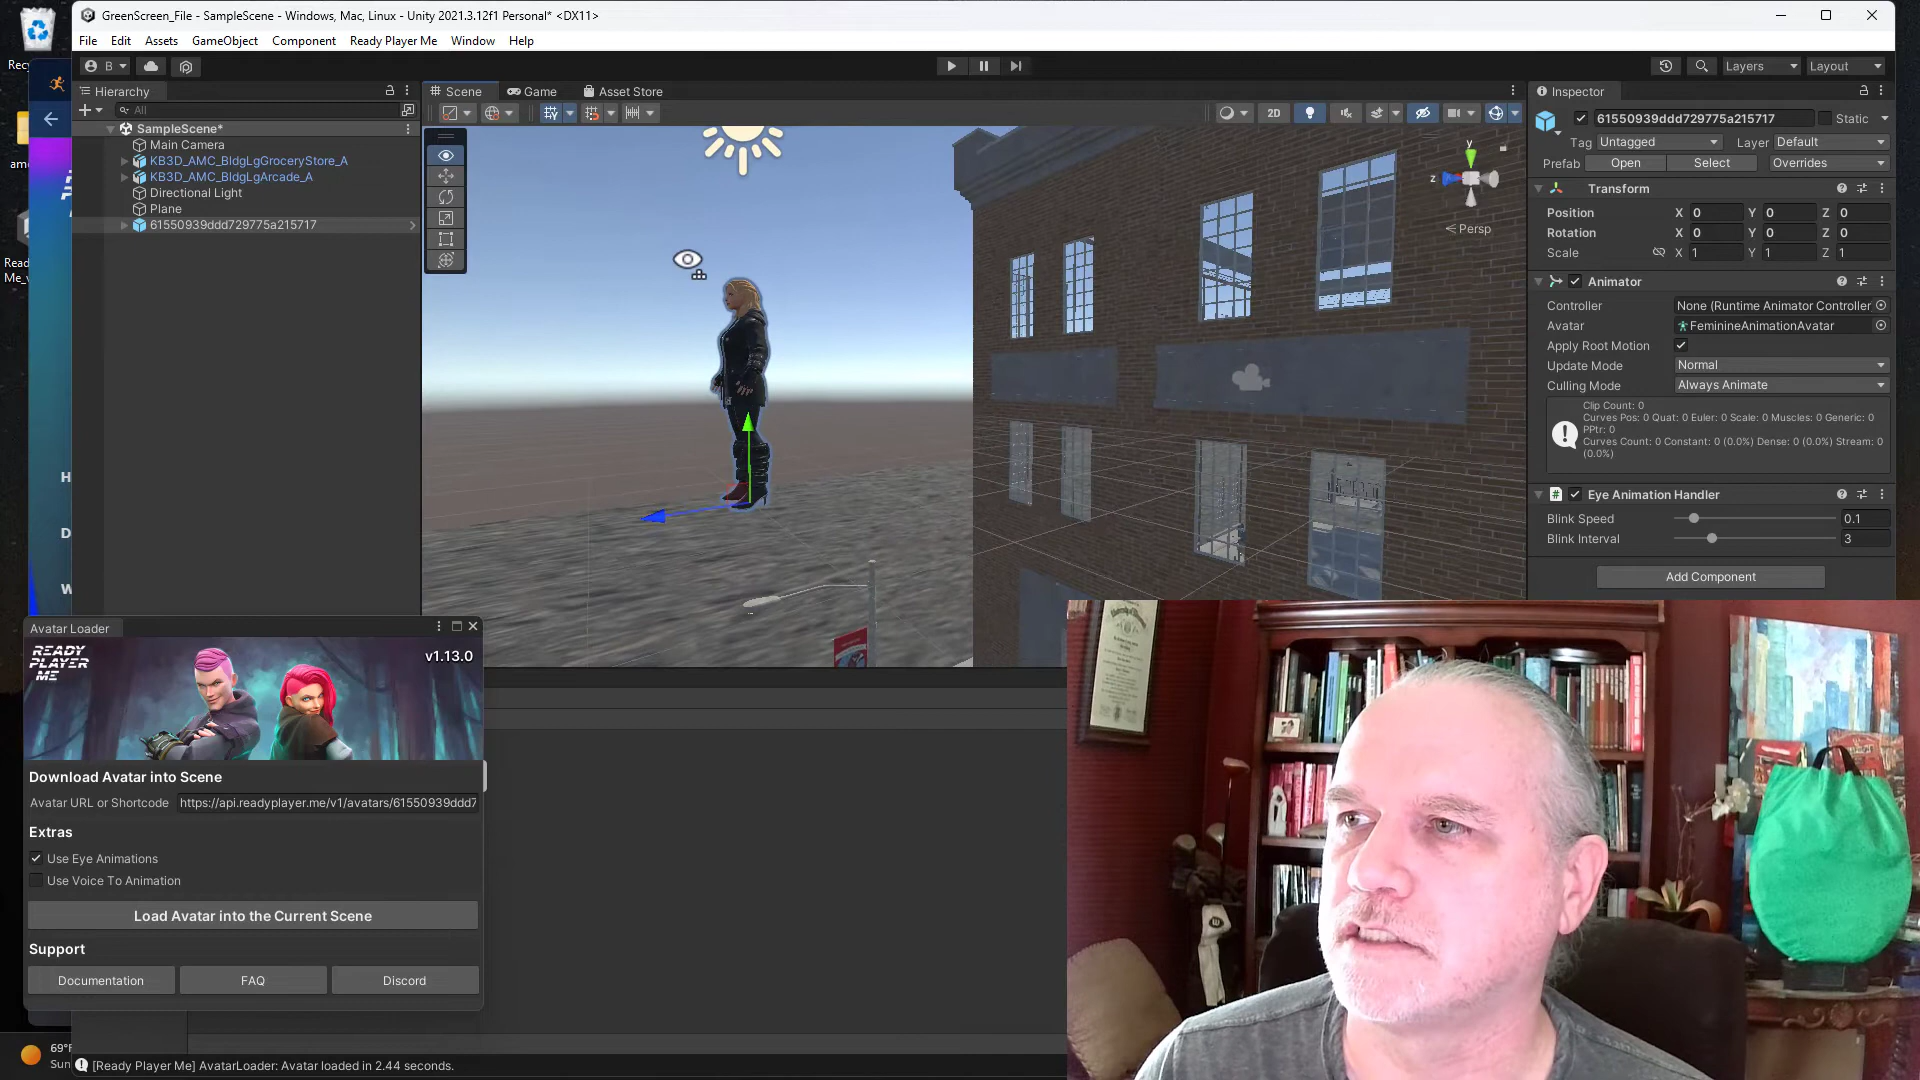 GreenScreen_File - SampleScene - Windows, Mac, Linux - Unity 2021.3.12f1 Personal* <DX11>
File Edit Assets GameObject Component Ready Player Me Window Help
B
Layers
Layout
Hierarchy
All
SampleScene*
Main Camera
KB3D_AMC_BldgLgGroceryStore_A
KB3D_AMC_BldgLgArcade_A
Directional Light
Plane
61550939ddd729775a215717
Scene
Game
Asset Store
2D
y
z
Persp
Inspector
61550939ddd729775a215717
Static
Tag Untagged
Layer Default
Prefab Open Select Overrides
Transform
Position X 0 Y 0 Z 0
Rotation X 0 Y 0 Z 0
Scale X 1 Y 1 Z 1
Animator
Controller None (Runtime Animator Controller
Avatar FeminineAnimationAvatar
Apply Root Motion
Update Mode Normal
Culling Mode Always Animate
Clip Count: 0
Curves Pos: 0 Quat: 0 Euler: 0 Scale: 0 Muscles: 0 Generic: 0
PPtr: 0
Curves Count: 0 Constant: 0 (0.0%) Dense: 0 (0.0%) Stream: 0
(0.0%)
Eye Animation Handler
Blink Speed 0.1
Blink Interval 3
Add Component
Avatar Loader
READY
PLAYER
ME
v1.13.0
Download Avatar into Scene
Avatar URL or Shortcode https://api.readyplayer.me/v1/avatars/61550939ddd7
Extras
Use Eye Animations
Use Voice To Animation
Load Avatar into the Current Scene
Support
Documentation FAQ Discord
[Ready Player Me] AvatarLoader: Avatar loaded in 2.44 seconds.
69°F
Sun
Recy
am
Read
Me_v
H
D
W